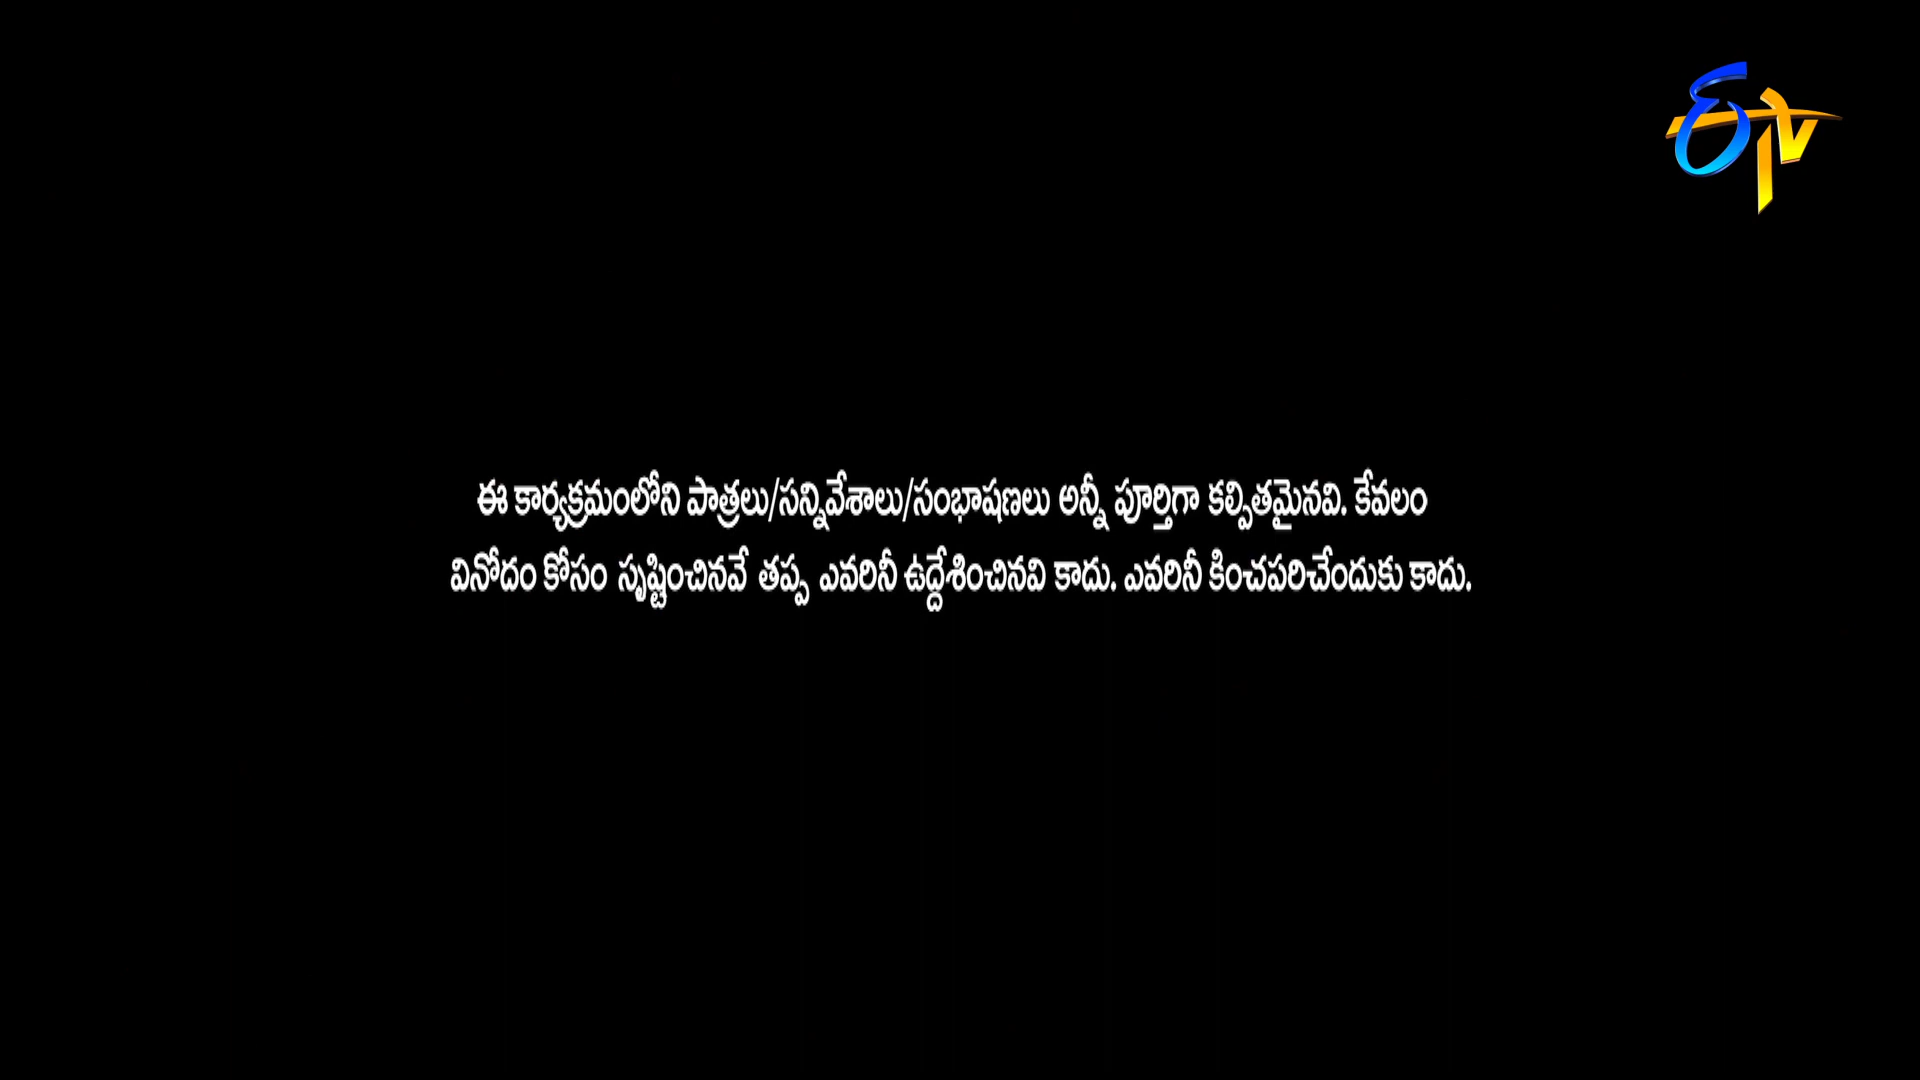 ETV
ఈ కార్యక్రమంలోని పాత్రలు/సన్నివేశాలు/సంభాషణలు అన్నీ పూర్తిగా కల్పితమైనవి. కేవలం
వినోదం కోసం సృష్టించినవే తప్ప ఎవరినీ ఉద్దేశించినవి కాదు. ఎవరినీ కించపరిచేందుకు కాదు.